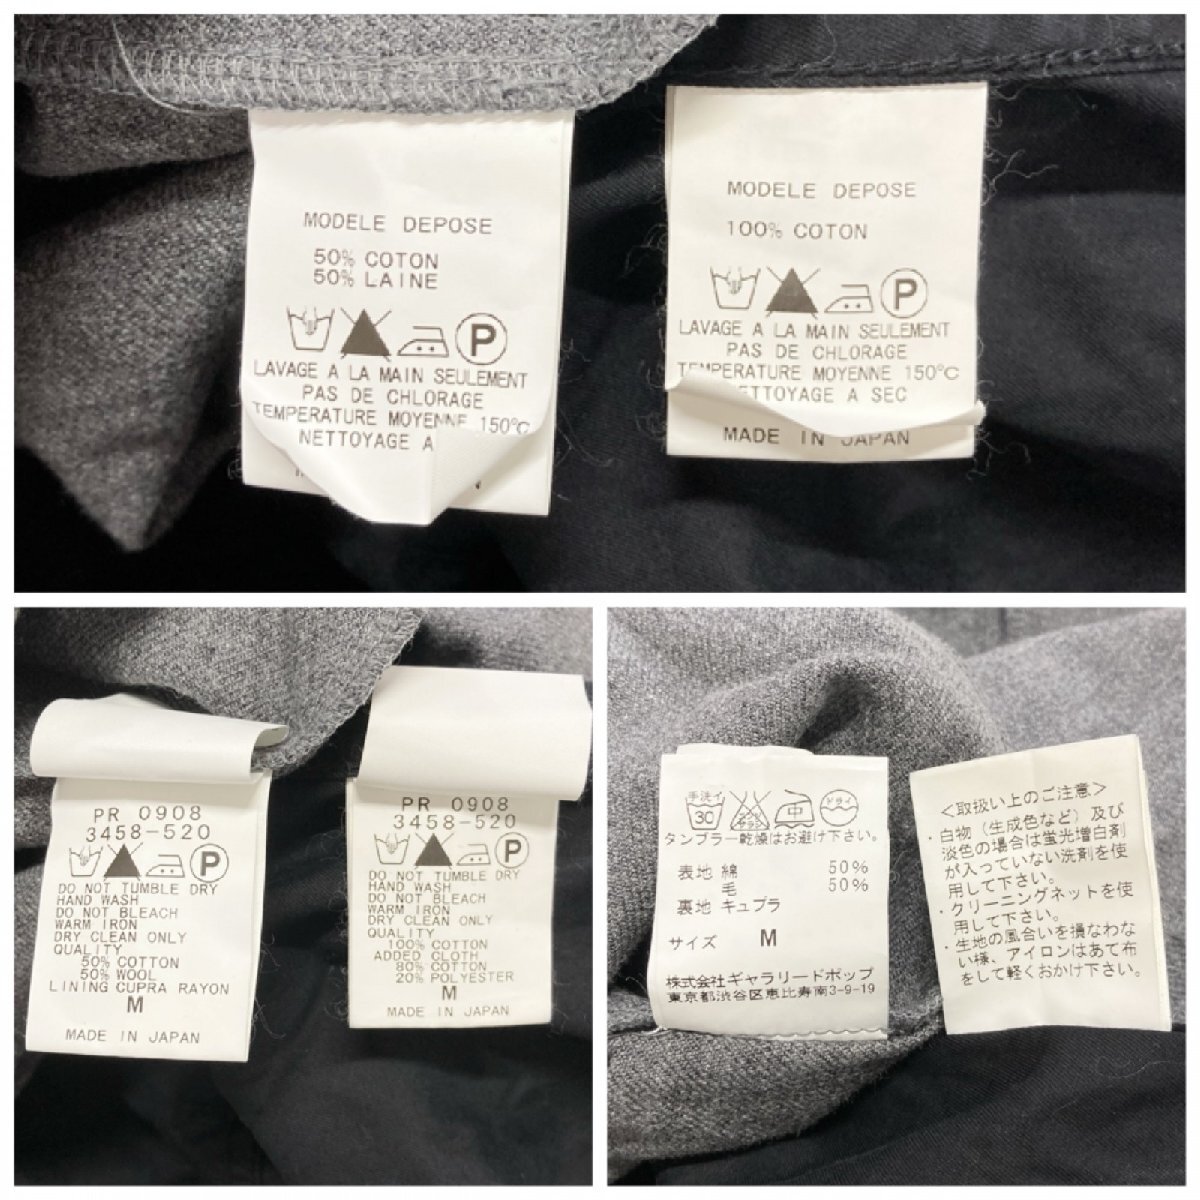 MODELE DEPOSE
50% COTON
50% LAINE
P
LAVAGE A LA MAIN SEULEMENT
PAS DE CHLORAGE
TEMPERATURE MOYENNE 150°C
NETTOYAGE A
MODELE DEPOSE
100% COTON
P
LAVAGE A LA MAIN SEULEMENT
PAS DE CHLORAGE
TEMPERATURE MOYENNE 150°C
NETTOYAGE A SEC
MADE IN JAPAN
PR 0908
3458-520
P
DO NOT TUMBLE DRY
HAND WASH
DO NOT BLEACH
WARM IRON
DRY CLEAN ONLY
QUALITY
50% COTTON
50% WOOL
LINING CUPRA RAYON
M
MADE IN JAPAN
PR 0908
3458-520
P
DO NOT TUMBLE DRY
HAND WASH
DO NOT BLEACH
WARM IRON
DRY CLEAN ONLY
QUALITY
100% COTTON
ADDED CLOTH
80% COTTON
20% POLYESTER
M
MADE IN JAPAN
手洗イ 30 中 ドライ
タンブラー乾燥はお避け下さい。
表地 綿 50%
毛 50%
裏地 キュプラ
サイズ M
株式会社ギャラリードポップ
東京都渋谷区恵比寿南3-9-19
<取扱い上のご注意>
・白物(生成色など)及び
淡色の場合は蛍光増白剤
が入っていない洗剤を使
用して下さい。
・クリーニングネットを使
用して下さい。
・生地の風合いを損なわな
い様、アイロンはあて布
をして軽くおかけ下さい。